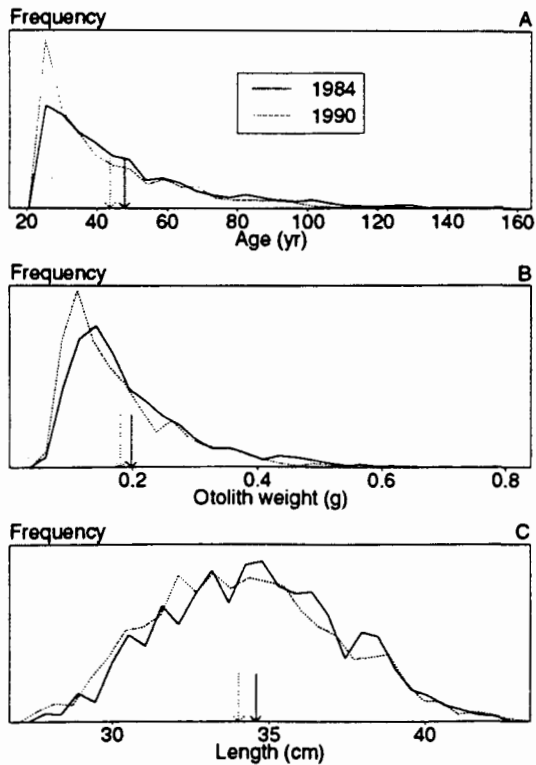 Frequency A
1984
1990
20 40 60 80 100 120 140 160
Age (yr)
Frequency B
0.2 0.4 0.6 0.8
Otolith weight (g)
Frequency C
30 35 40
Length (cm)